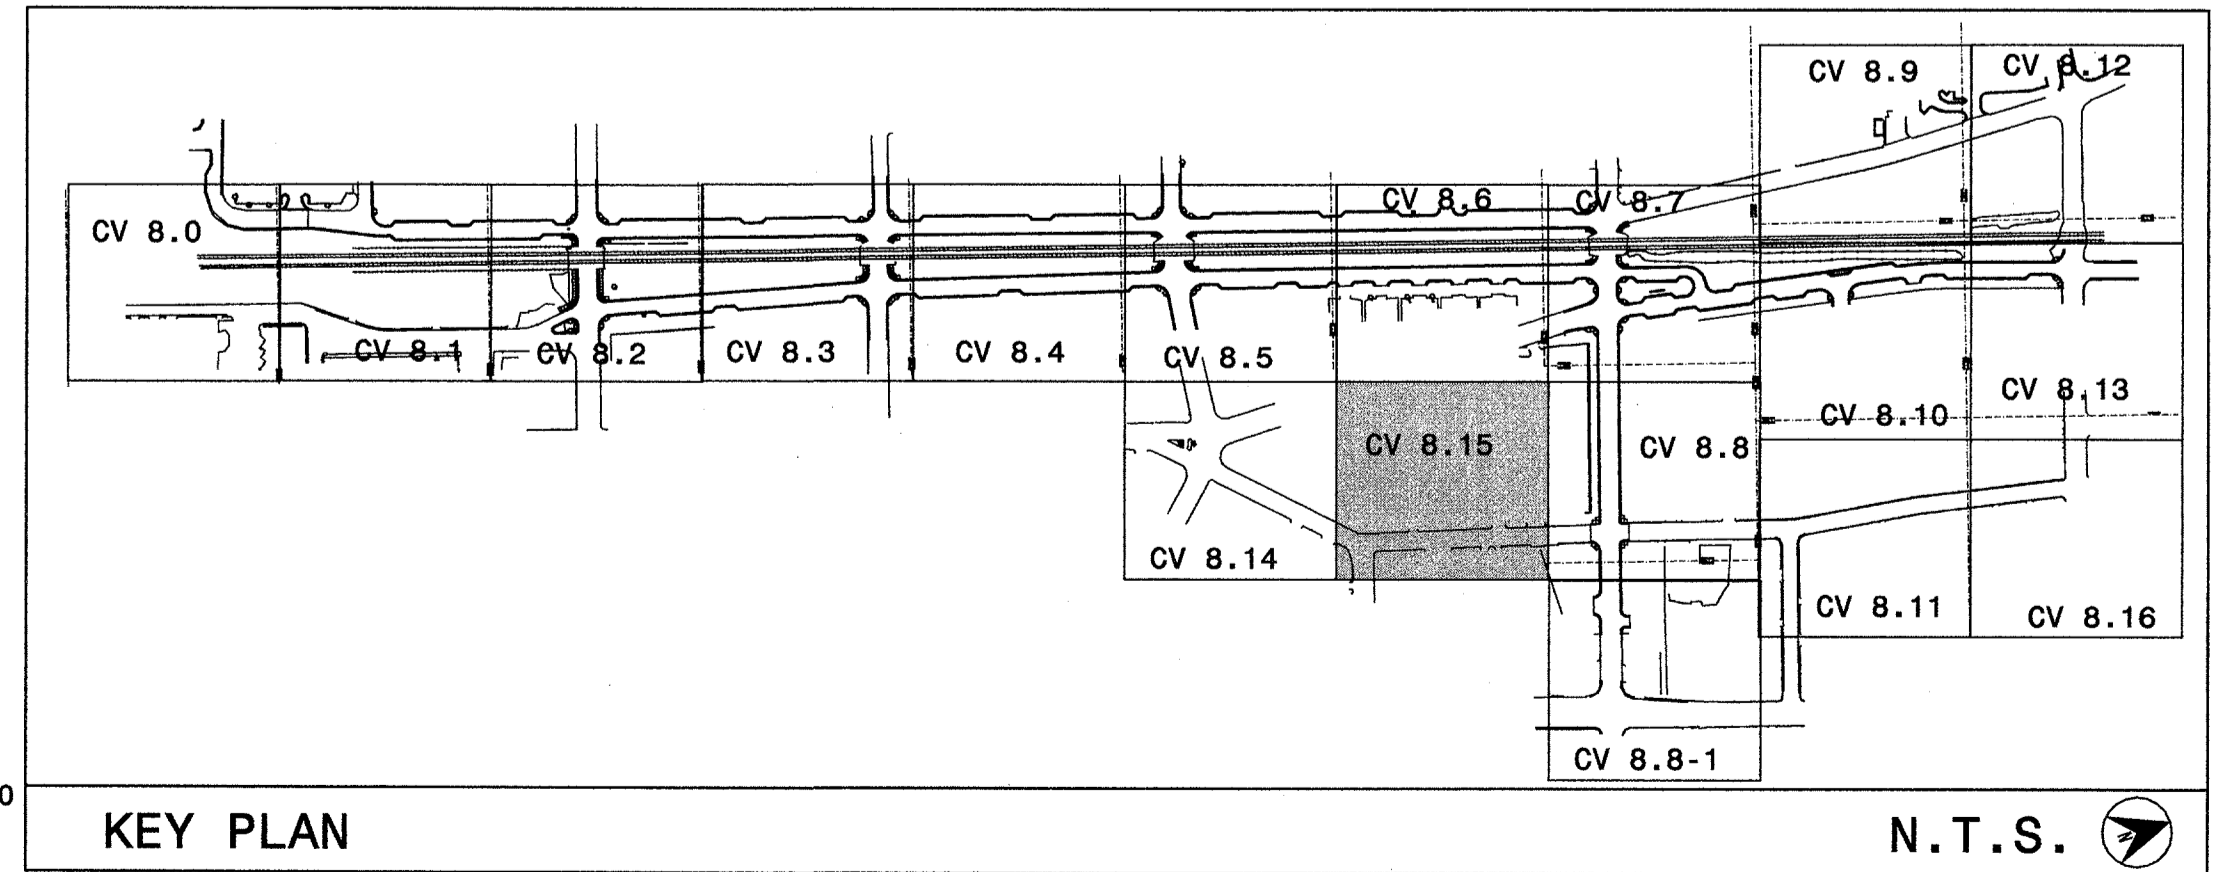 CV 8.9
CV 8.12
CV 8.0
CV 8.6
CV 8.7
CV 8.1
CV 8.2
CV 8.3
CV 8.4
CV 8.5
CV 8.13
CV 8.10
CV 8.15
CV 8.8
CV 8.14
CV 8.11
CV 8.16
CV 8.8-1
0
KEY PLAN
N.T.S.
N